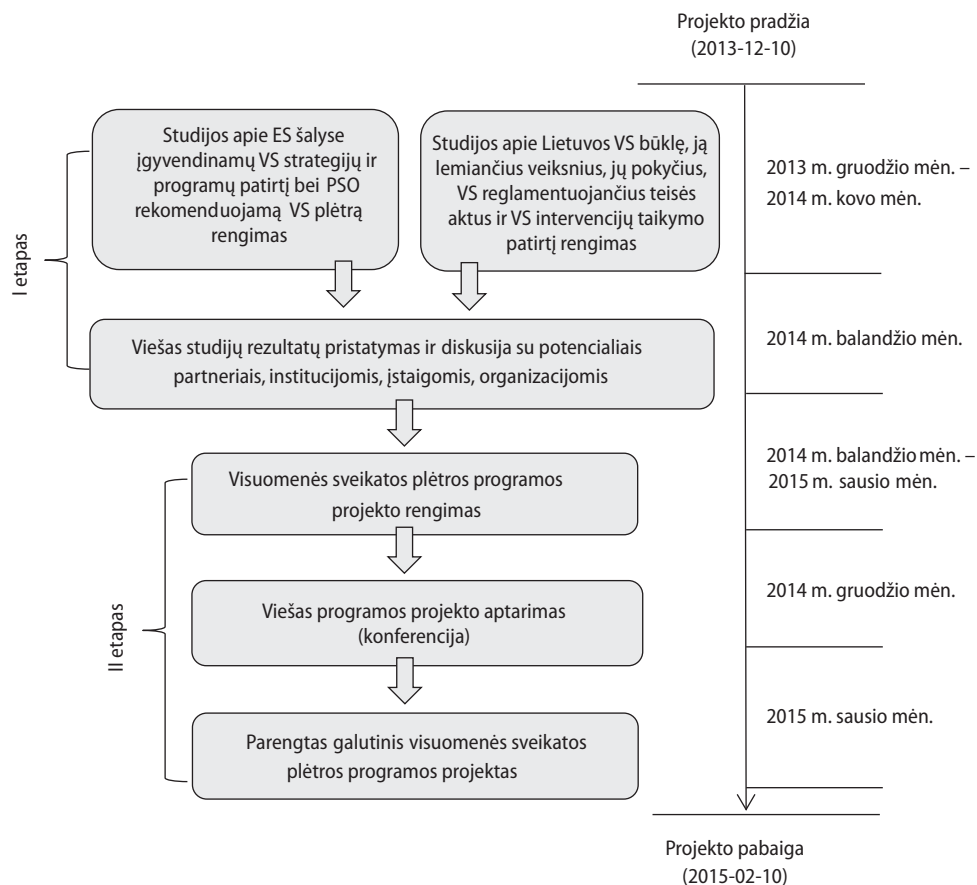 Projekto pradžia
(2013-12-10)
Studijos apie ES šalyse
įgyvendinamų VS strategijų ir
programų patirtį bei PSO
rekomenduojamą VS plėtrą
rengimas
Studijos apie Lietuvos VS būklę, ją
lemiančius veiksnius, jų pokyčius,
VS reglamentuojančius teisės
aktus ir VS intervencijų taikymo
patirtį rengimas
2013 m. gruodžio mėn. –
2014 m. kovo mėn.
I etapas
Viešas studijų rezultatų pristatymas ir diskusija su potencialiais
partneriais, institucijomis, įstaigomis, organizacijomis
2014 m. balandžio mėn.
Visuomenės sveikatos plėtros programos
projekto rengimas
2014 m. balandžio mėn. –
2015 m. sausio mėn.
II etapas
Viešas programos projekto aptarimas
(konferencija)
2014 m. gruodžio mėn.
Parengtas galutinis visuomenės sveikatos
plėtros programos projektas
2015 m. sausio mėn.
Projekto pabaiga
(2015-02-10)